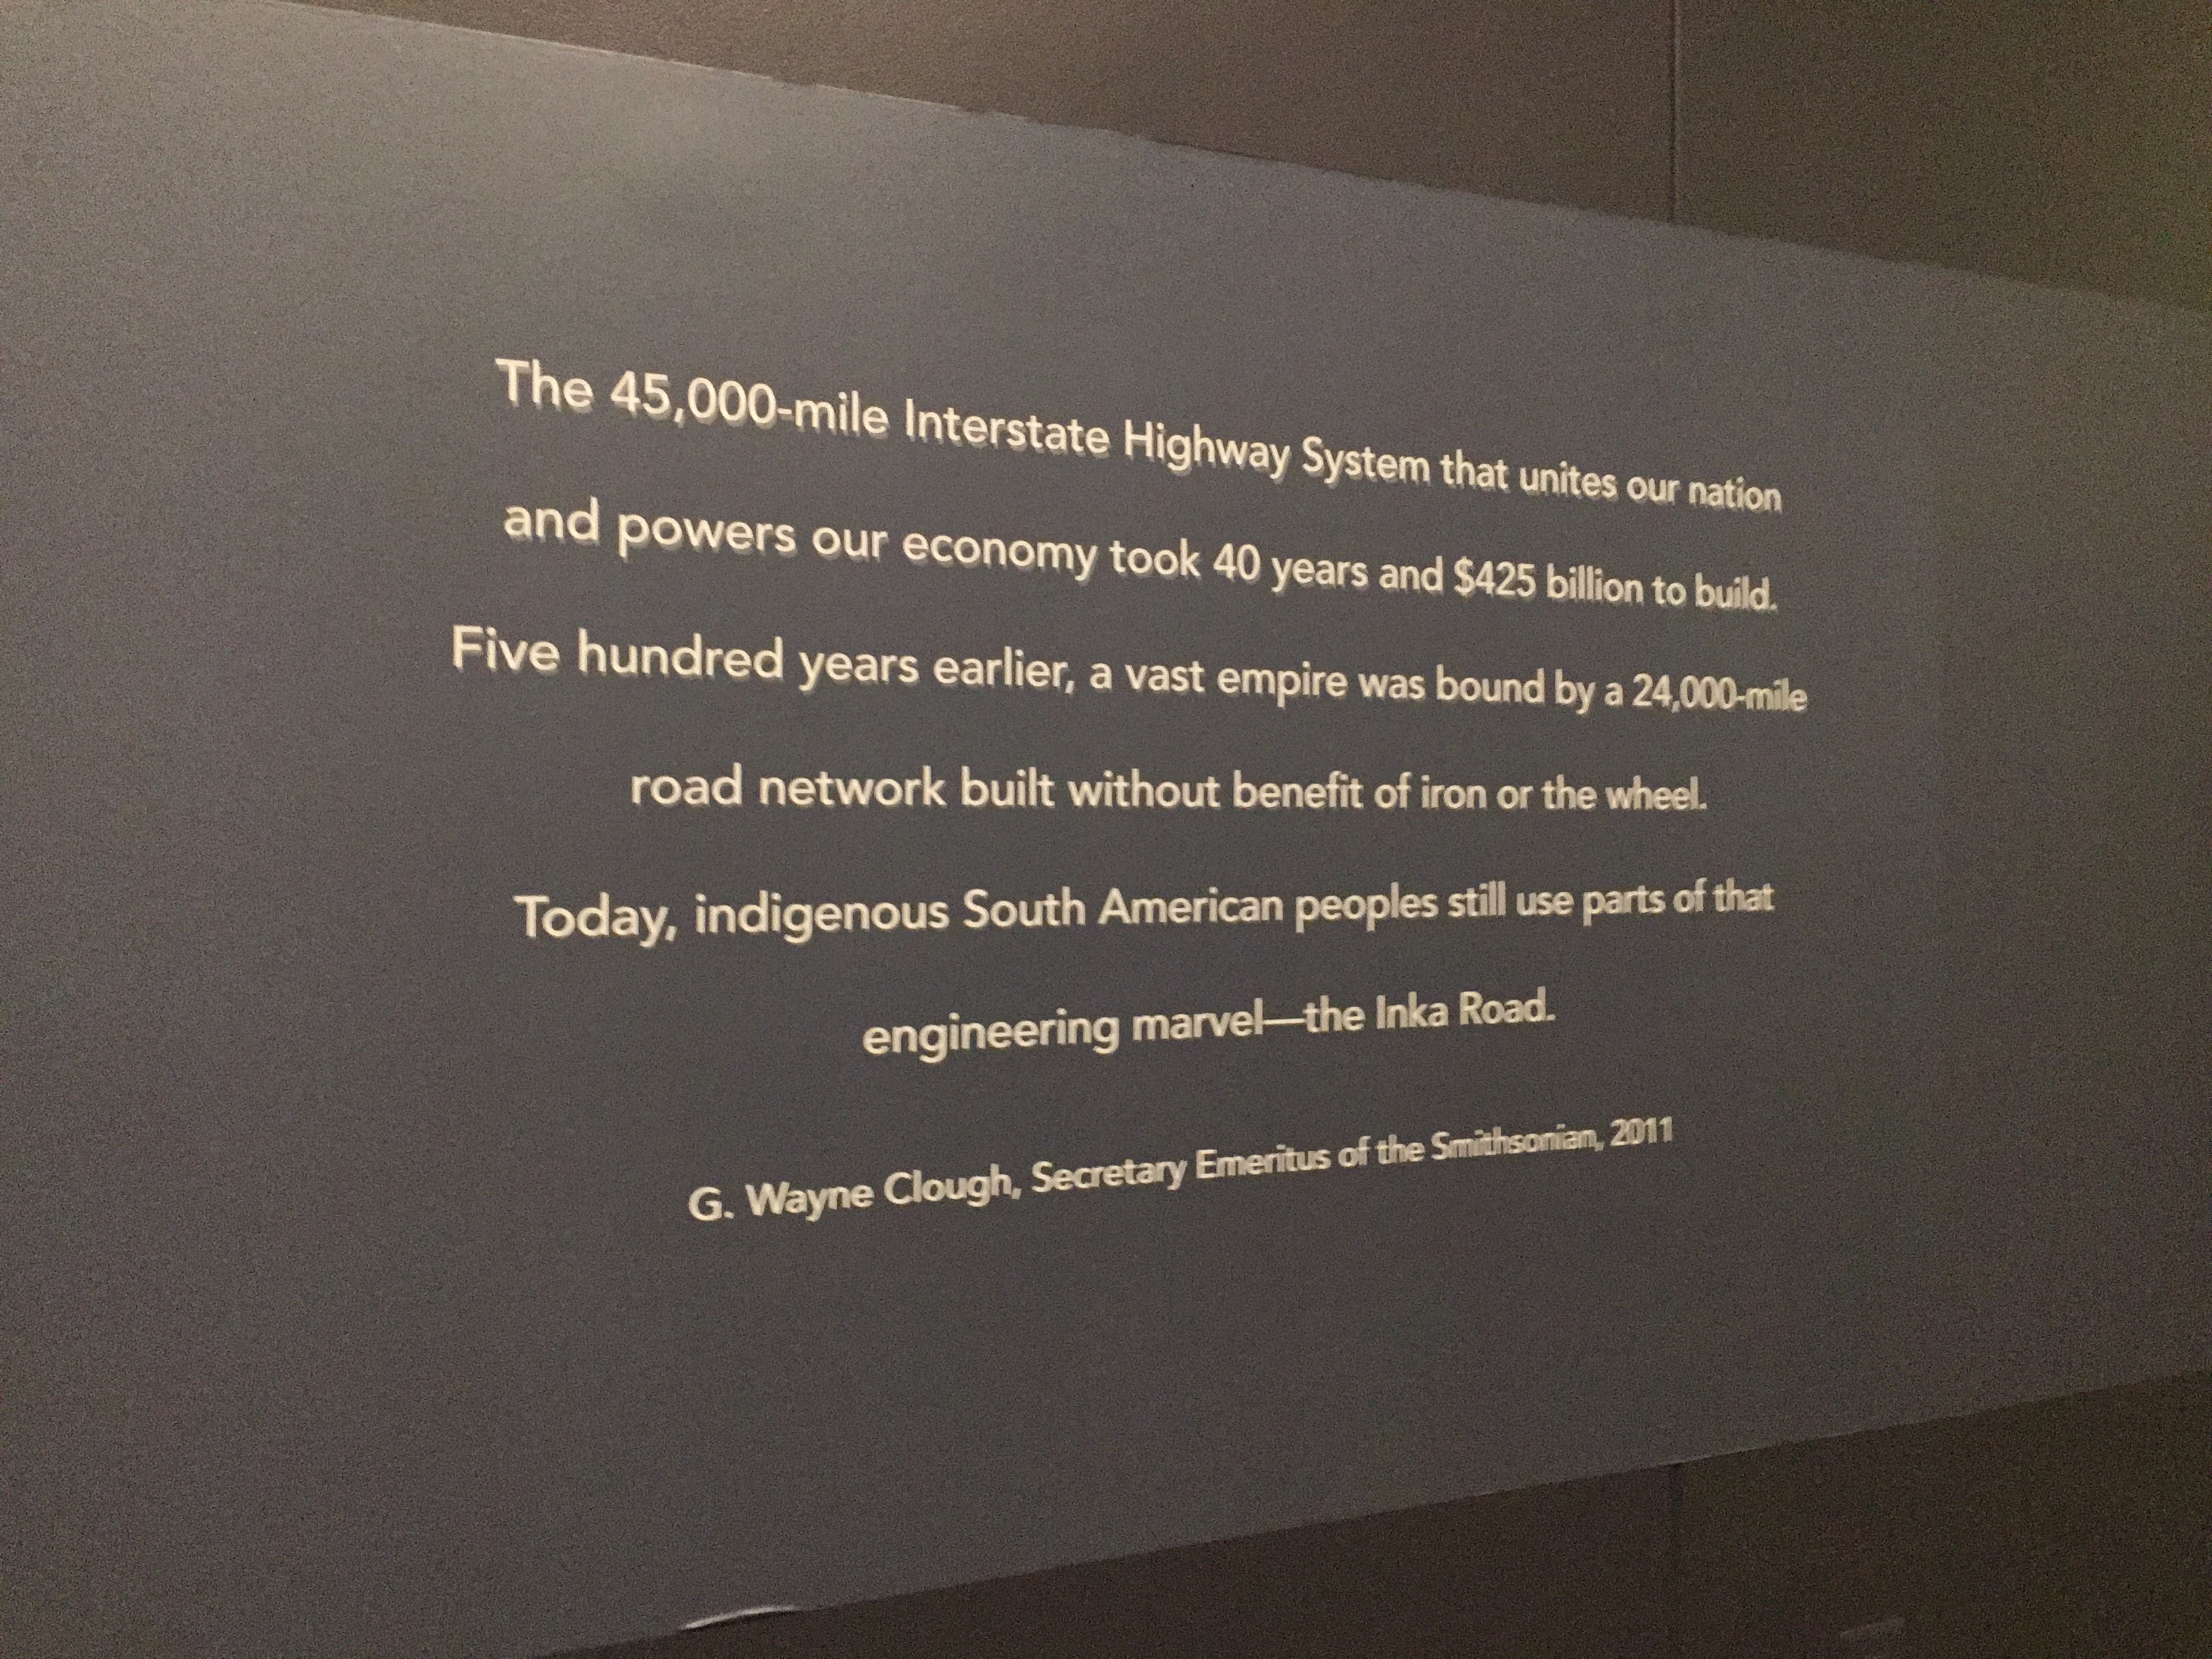 The 45,000-mile Interstate Highway System that unites our nation
and powers our economy took 40 years and $425 billion to build.
Five hundred years earlier, a vast empire was bound by a 24,000-mile
road network built without benefit of iron or the wheel.
Today, indigenous South American peoples still use parts of that
engineering marvel—the Inka Road.
G. Wayne Clough, Secretary Emeritus of the Smithsonian, 2011